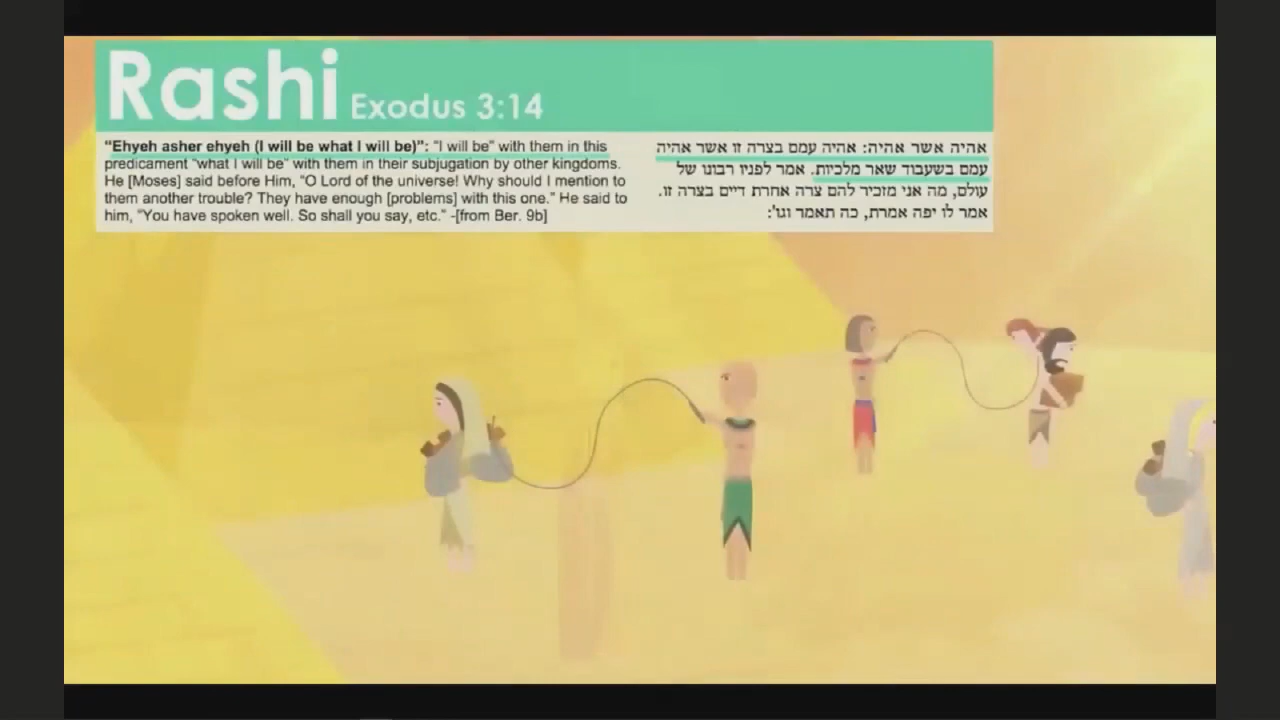 Rashi Exodus 3:14
"Ehyeh asher ehyeh (I will be what I will be)": "I will be" with them in this
predicament "what I will be" with them in their subjugation by other kingdoms.
He [Moses] said before Him, "O Lord of the universe! Why should I mention to
them another trouble? They have enough [problems] with this one." He said to
him, "You have spoken well. So shall you say, etc." -[from Ber. 9b]
אהיה אשר אהיה: אהיה עמם בצרה זו אשר אהיה
עמם בשעבוד שאר מלכיות. אמר לפניו רבונו של
עולם, מה אני מזכיר להם צרה אחרת דיים בצרה זו.
אמר לו יפה אמרת, כה תאמר וגו':